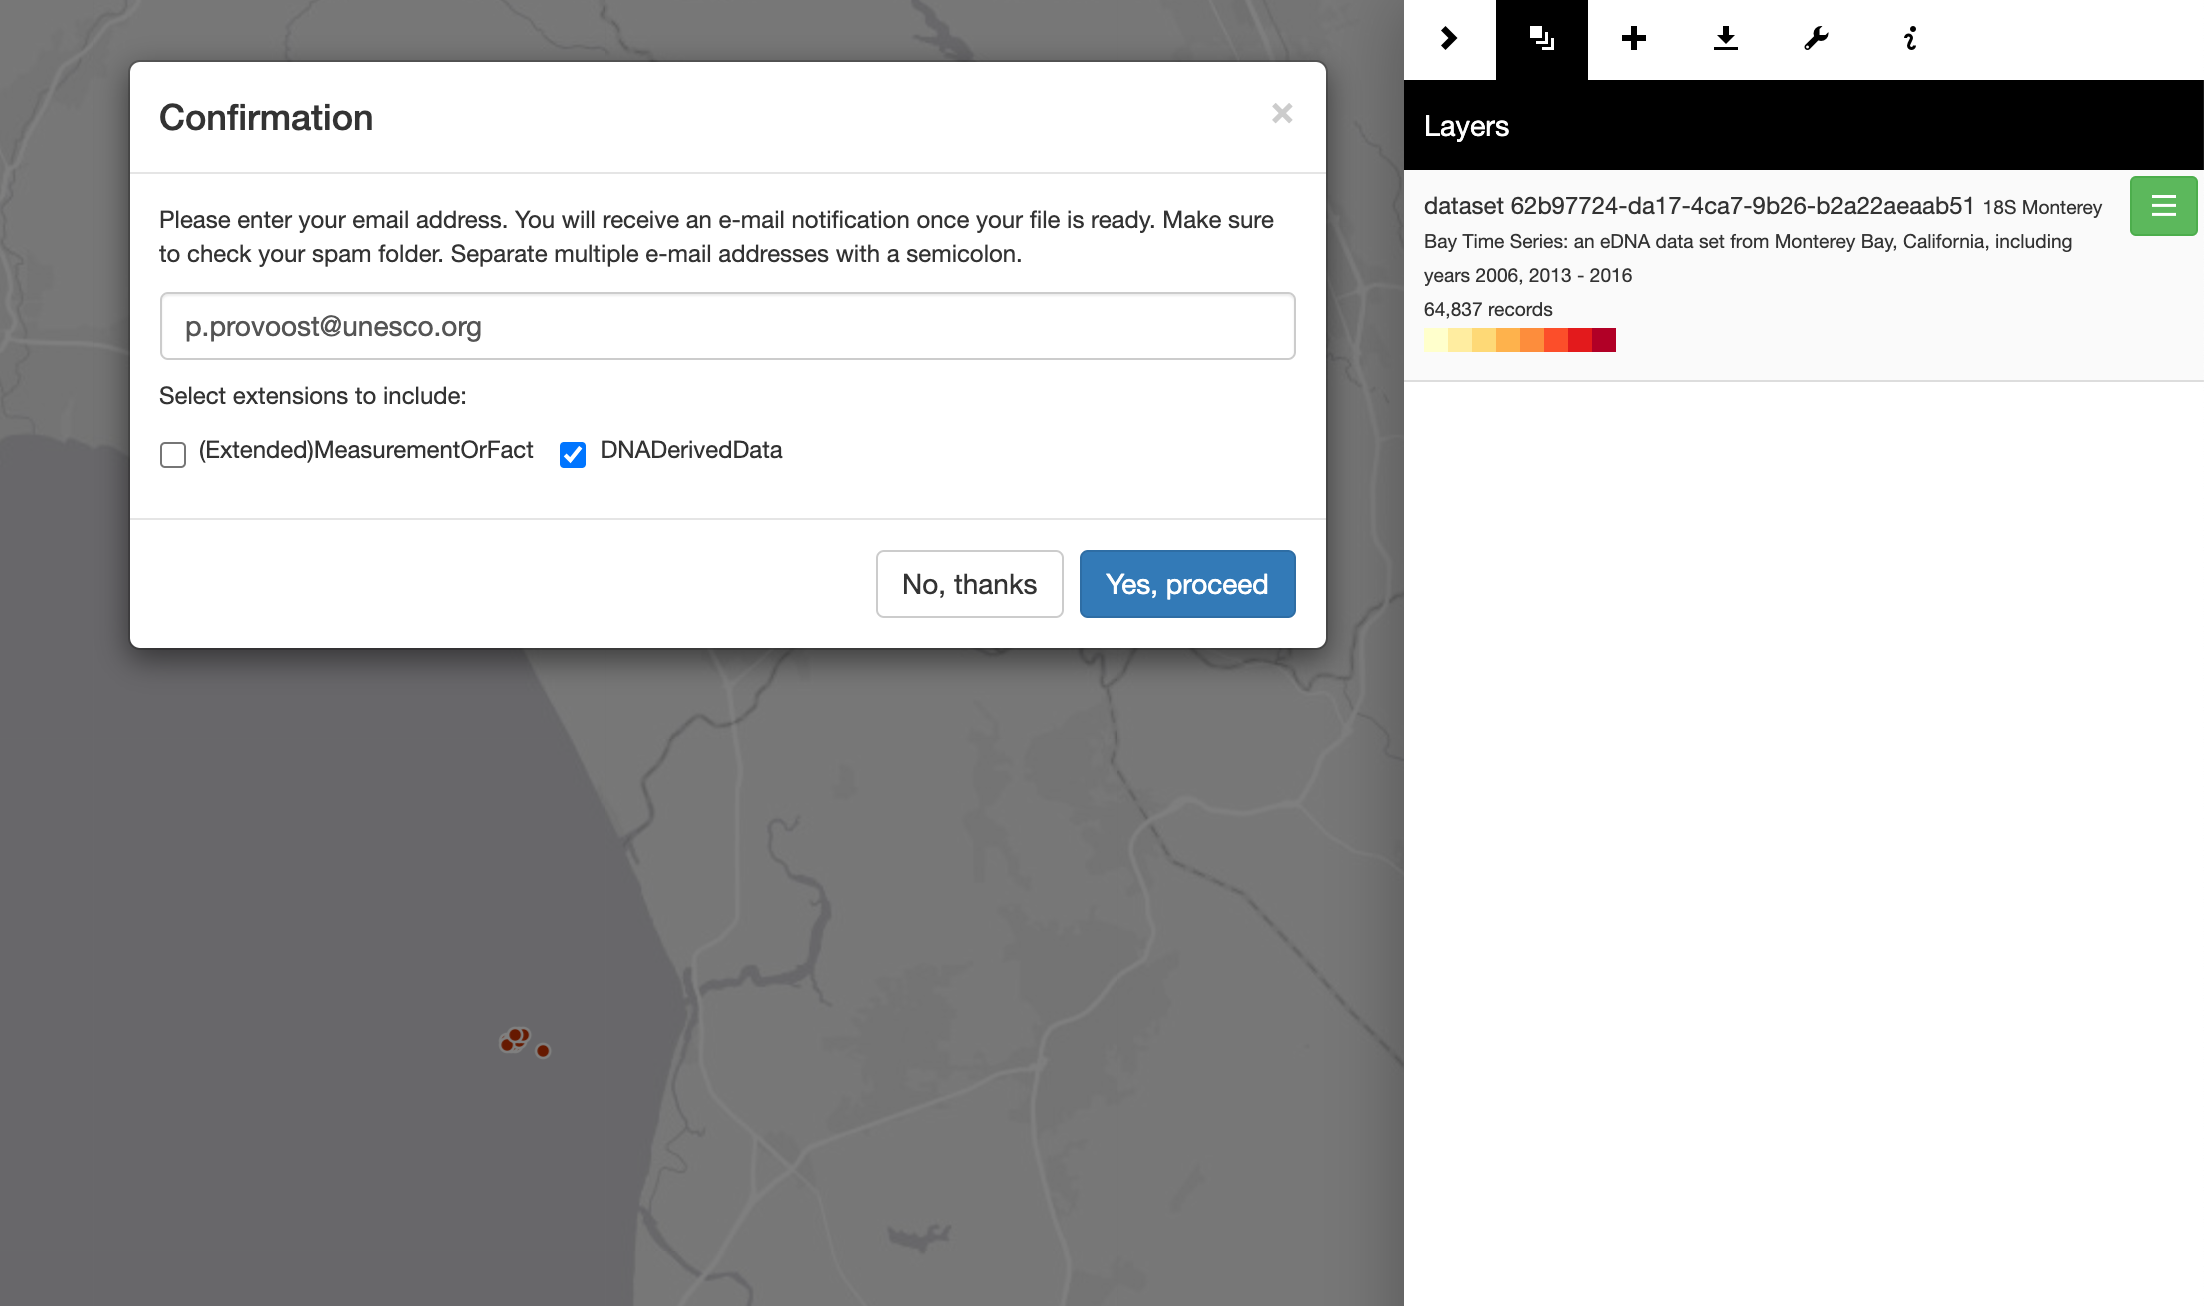 Confirmation
×
Please enter your email address. You will receive an e-mail notification once your file is ready. Make sure
to check your spam folder. Separate multiple e-mail addresses with a semicolon.
p.provoost@unesco.org
Select extensions to include:
(Extended)MeasurementOrFact DNADerivedData
No, thanks Yes, proceed
Layers
dataset 62b97724-da17-4ca7-9b26-b2a22aeaab51 18S Monterey
Bay Time Series: an eDNA data set from Monterey Bay, California, including
years 2006, 2013 - 2016
64,837 records